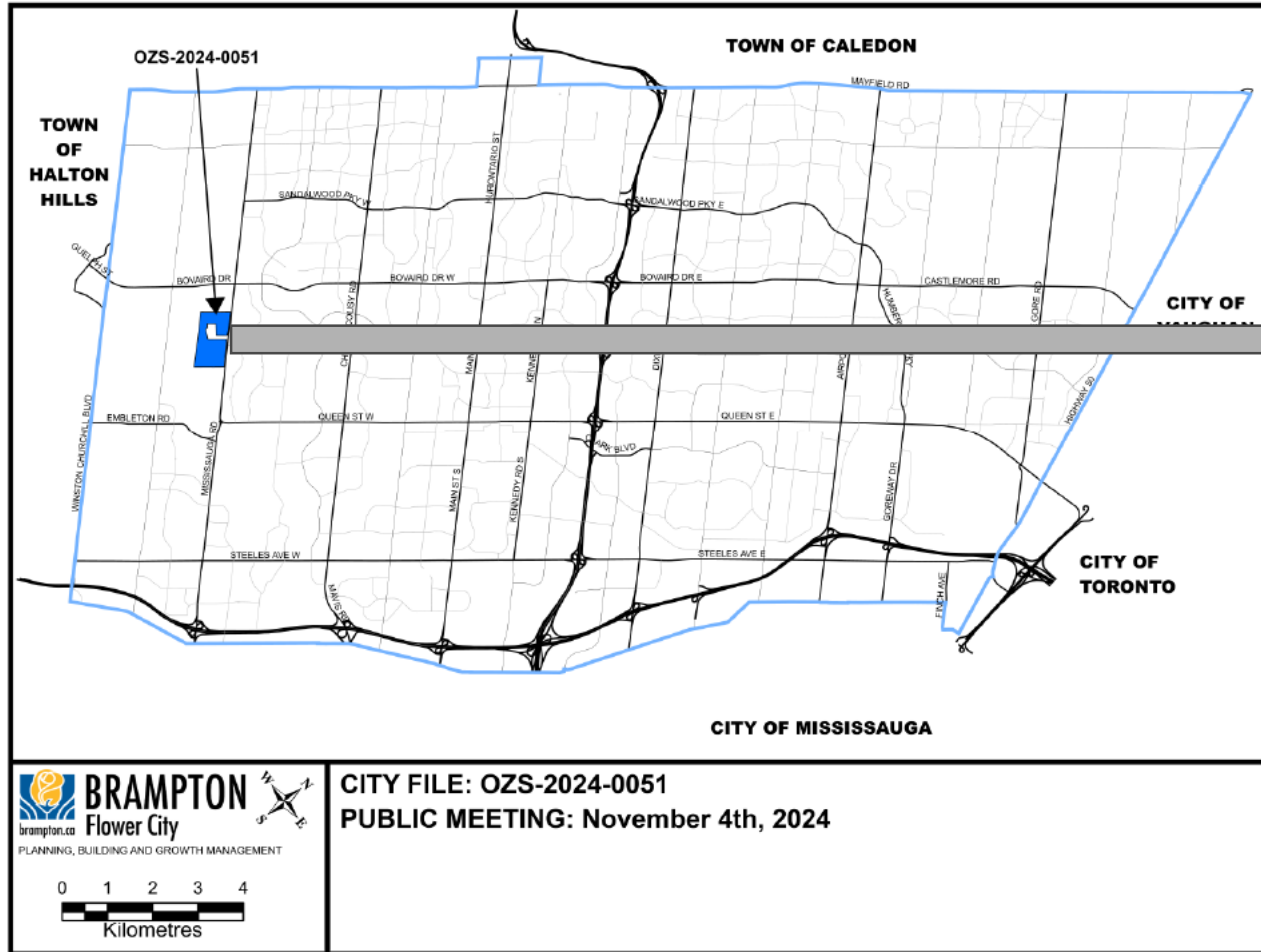 OZS-2024-0051
TOWN OF CALEDON
MAYFIELD RD
TOWN
OF
HALTON
HILLS
HURONTARIO ST
SANDALWOOD PKY W
SANDALWOOD PKY E
GUELPH ST
BOVAIRD DR
BOVAIRD DR W
BOVAIRD DR E
CASTLEMORE RD
GORE RD
CITY OF
WINSTON CHURCHILL BLVD
EMBLETON RD
MISSISSAUGA RD
QUEEN ST W
QUEEN ST E
HIGHWAY 50
MAIN ST S
KENNEDY RD S
GOREWAY DR
STEELES AVE W
STEELES AVE E
MAVIS RD
FINCH AVE
CITY OF
TORONTO
CITY OF MISSISSAUGA
BRAMPTON
brampton.ca
Flower City
PLANNING, BUILDING AND GROWTH MANAGEMENT
W
N
S
E
0 1 2 3 4
Kilometres
CITY FILE: OZS-2024-0051
PUBLIC MEETING: November 4th, 2024